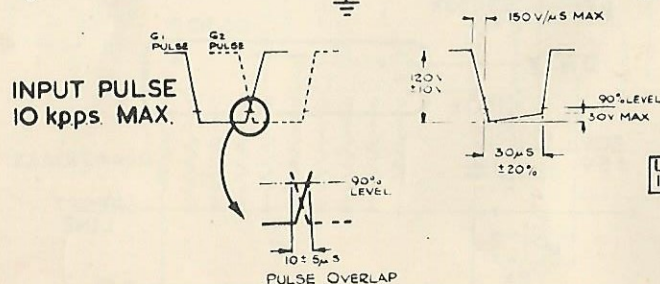 150 V/µS MAX
G1 PULSE
G2 PULSE
INPUT PULSE
10 kp.p.s. MAX.
120V
±10V
90% LEVEL
30V MAX
30µS
±20%
90% LEVEL
10 ± 5µS
PULSE OVERLAP